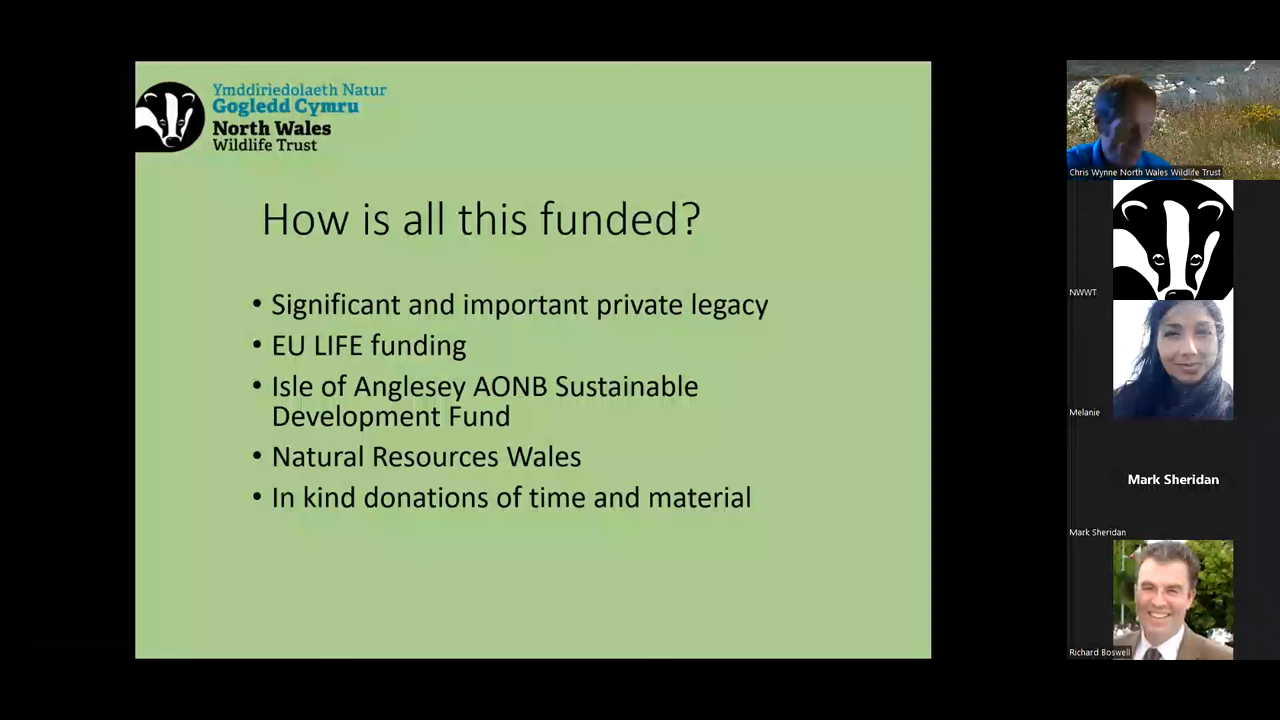 Ymddiriedolaeth Natur
Gogledd Cymru
North Wales
Wildlife Trust
How is all this funded?
• Significant and important private legacy
• EU LIFE funding
• Isle of Anglesey AONB Sustainable
Development Fund
• Natural Resources Wales
• In kind donations of time and material
Chris Wynne North Wales Wildlife Trust
NWWT
Melanie
Mark Sheridan
Mark Sheridan
Richard Boswell